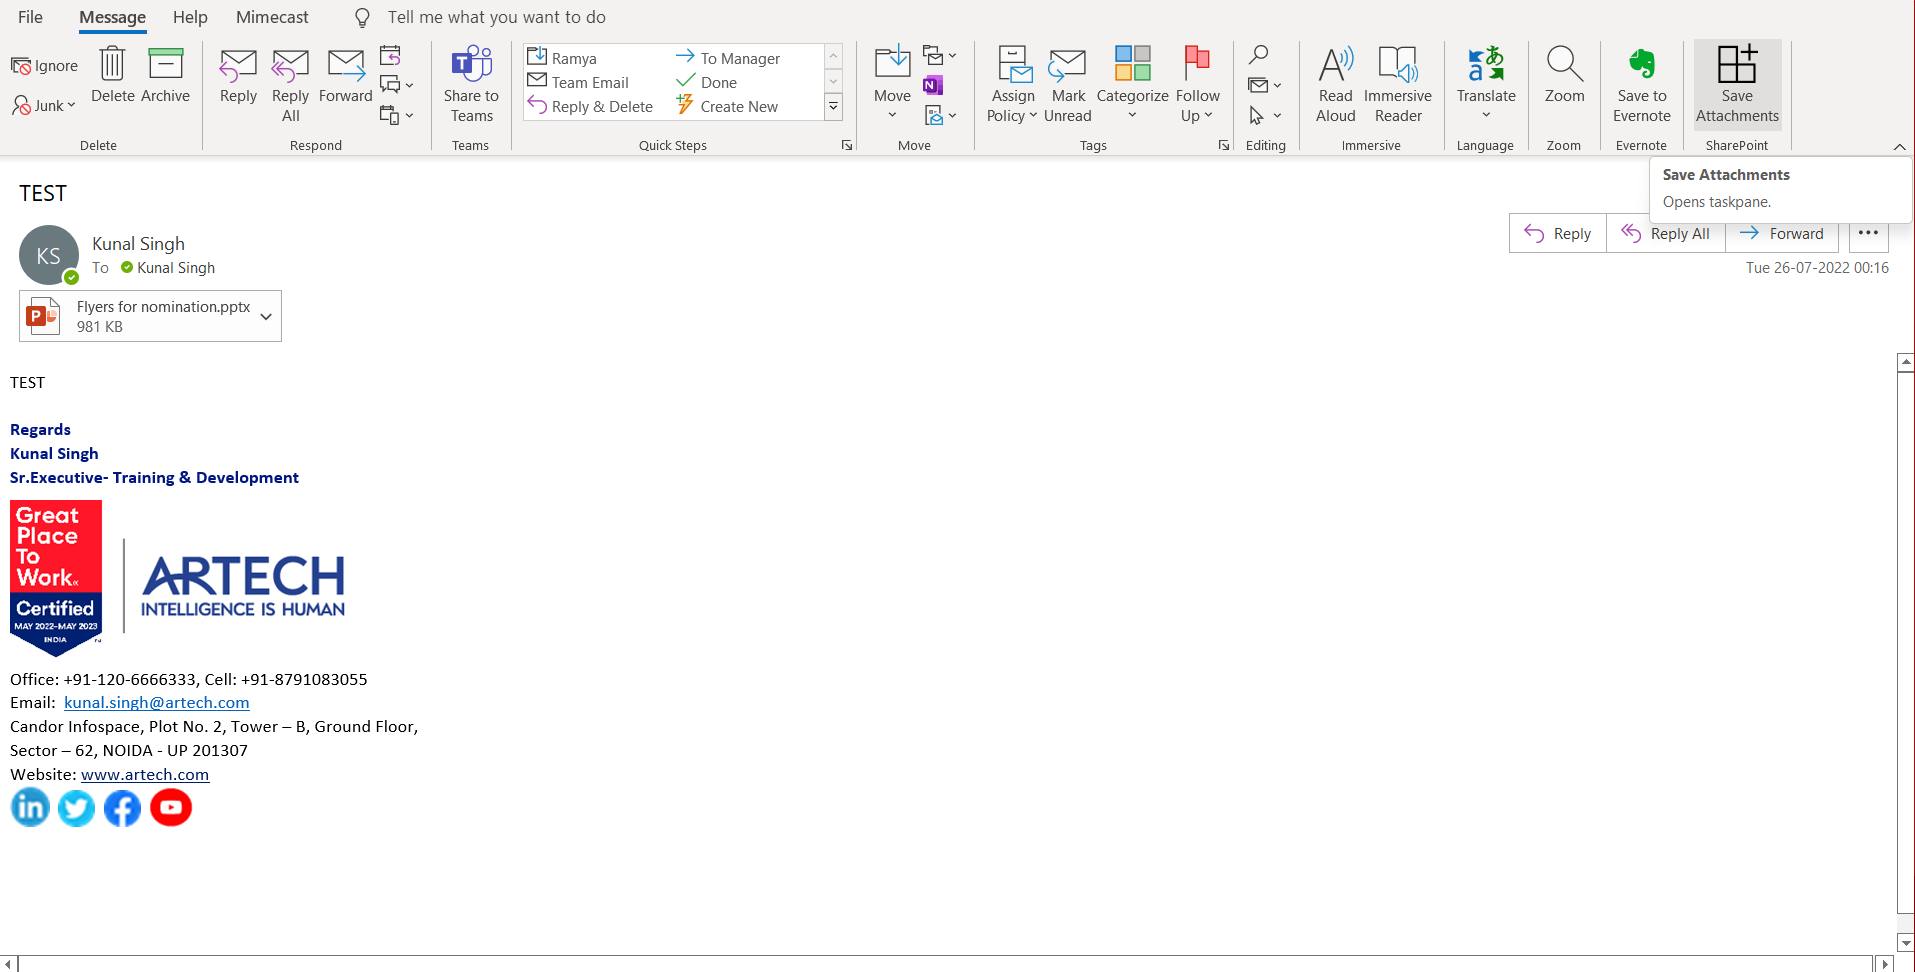 File Message Help Mimecast Tell me what you want to do
Ignore
Junk
Delete
Archive
Delete
Reply
Reply All
Forward
Respond
Share to Teams
Teams
Ramya
Team Email
Reply & Delete
To Manager
Done
Create New
Quick Steps
Move
Move
Assign Policy
Mark Unread
Categorize
Follow Up
Tags
Editing
Read Aloud
Immersive Reader
Immersive
Translate
Language
Zoom
Zoom
Save to Evernote
Evernote
Save Attachments
SharePoint
Save Attachments
Opens taskpane.
TEST
KS
Kunal Singh
To Kunal Singh
Reply Reply All Forward
Tue 26-07-2022 00:16
Flyers for nomination.pptx
981 KB
TEST
Regards
Kunal Singh
Sr.Executive- Training & Development
Great
Place
To
Work.
Certified
MAY 2022-MAY 2023
INDIA
ARTECH
INTELLIGENCE IS HUMAN
Office: +91-120-6666333, Cell: +91-8791083055
Email: kunal.singh@artech.com
Candor Infospace, Plot No. 2, Tower – B, Ground Floor,
Sector – 62, NOIDA - UP 201307
Website: www.artech.com